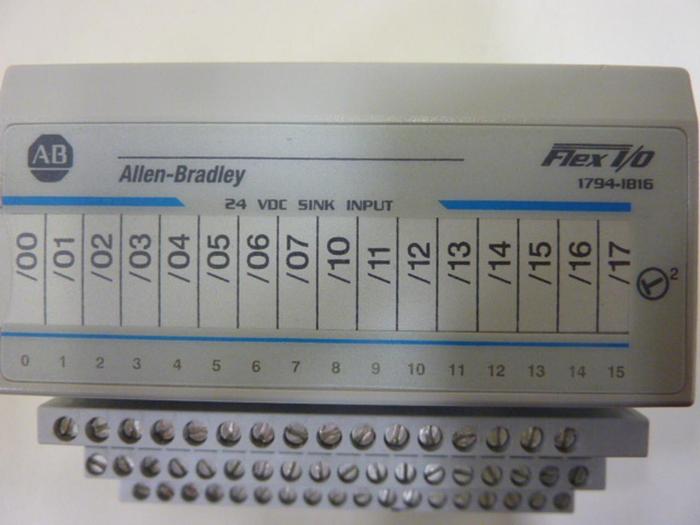 AB
Allen-Bradley
Flex I/O
1794-IB16
24 VDC SINK INPUT
/00 /01 /02 /03 /04 /05 /06 /07 /10 /11 /12 /13 /14 /15 /16 /17
2
0 1 2 3 4 5 6 7 8 9 10 11 12 13 14 15